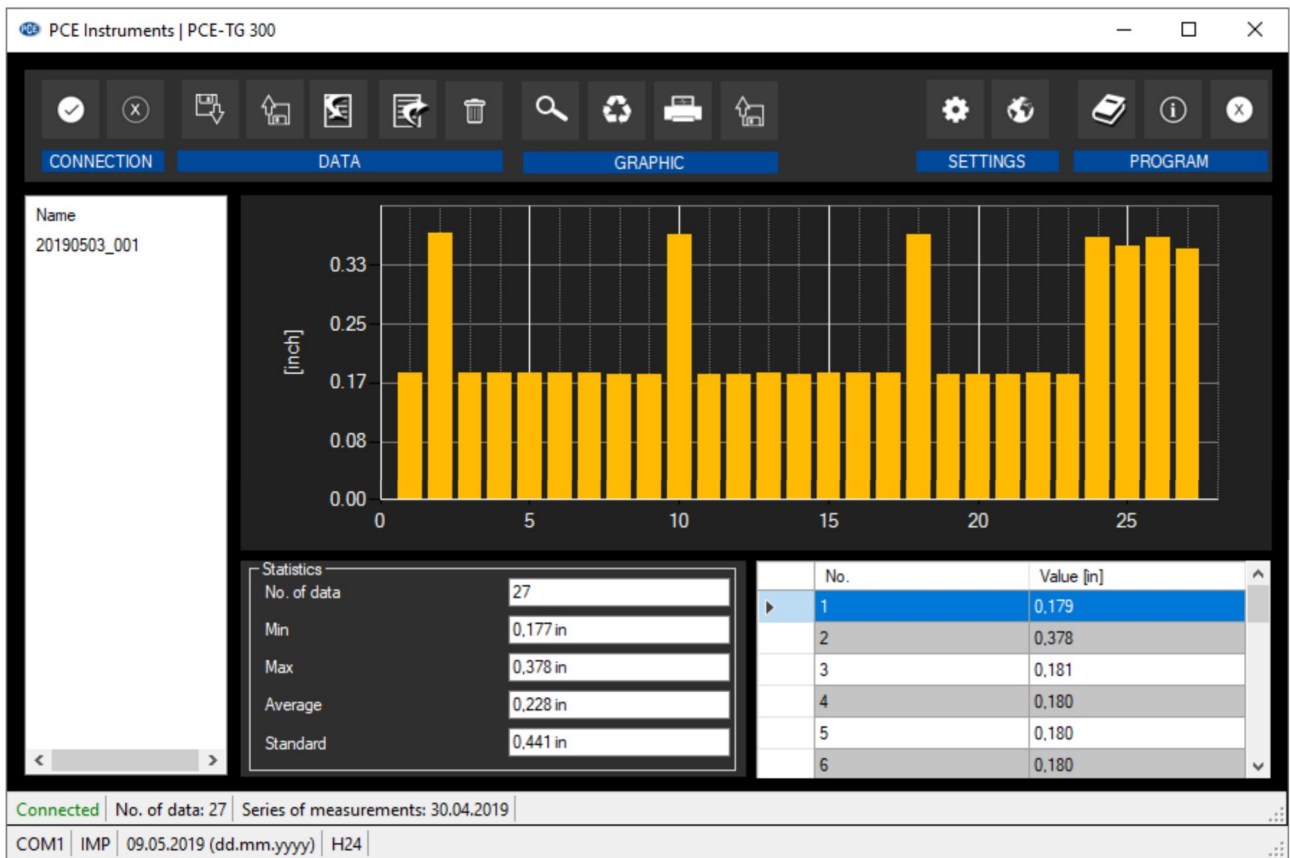 PCE Instruments | PCE-TG 300
CONNECTION DATA GRAPHIC SETTINGS PROGRAM
Name
20190503_001
[inch]
0.33
0.25
0.17
0.08
0.00
0 5 10 15 20 25
Statistics
No. of data 27
Min 0,177 in
Max 0,378 in
Average 0,228 in
Standard 0,441 in
No. Value [in]
1 0,179
2 0,378
3 0,181
4 0,180
5 0,180
6 0,180
Connected No. of data: 27 Series of measurements: 30.04.2019
COM1 IMP 09.05.2019 (dd.mm.yyyy) H24